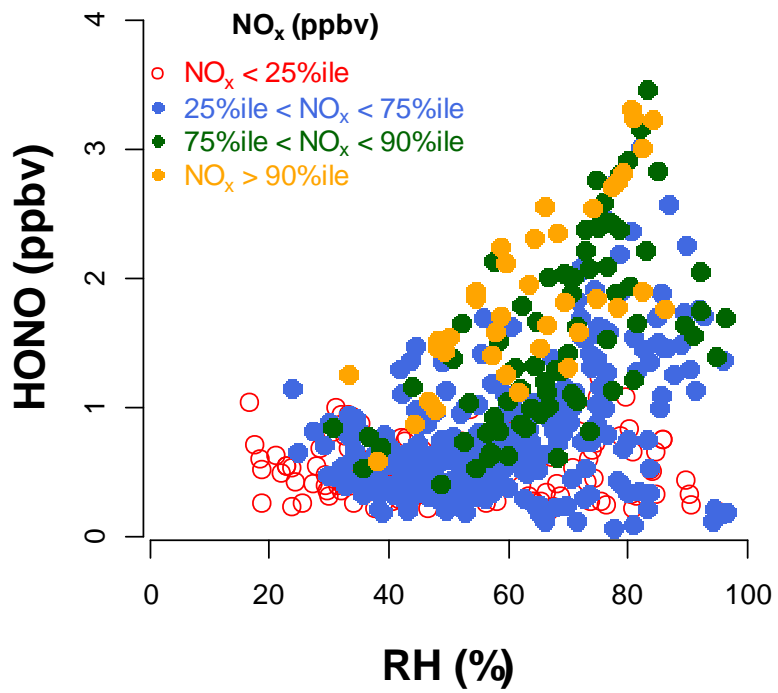 NOₓ (ppbv)
NOₓ < 25%ile
25%ile < NOₓ < 75%ile
75%ile < NOₓ < 90%ile
NOₓ > 90%ile
HONO (ppbv)
4
3
2
1
0
0 20 40 60 80 100
RH (%)